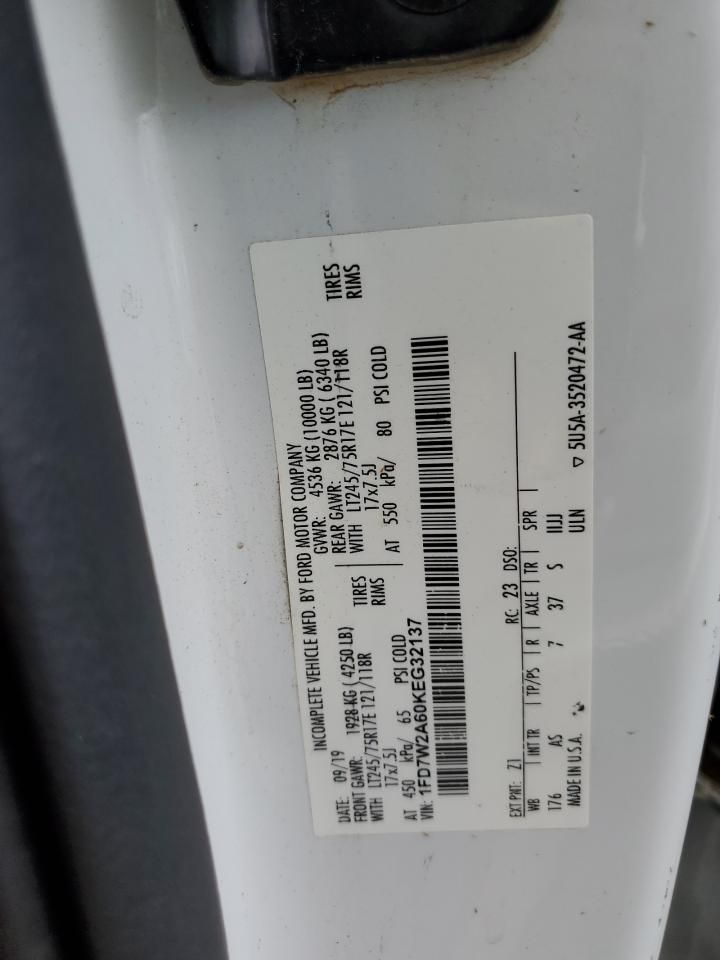 INCOMPLETE VEHICLE MFD. BY FORD MOTOR COMPANY
DATE: 09/19 GVWR: 4536 KG (10000 LB)
FRONT GAWR: 1928 KG ( 4250 LB) REAR GAWR: 2876 KG ( 6340 LB)
WITH LT245/75R17E 121/118R TIRES WITH LT245/75R17E 121/118R TIRES
17x7.5J RIMS 17x7.5J RIMS
AT 450 kPa/ 65 PSI COLD AT 550 kPa/ 80 PSI COLD
VIN: 1FD7W2A60KEG32137
EXT PNT: Z1 RC: 23 DSO:
WB INT TR TP/PS R AXLE TR SPR
176 AS 7 37 S IIJJ
MADE IN U.S.A. ULN
▽ 5U5A-3520472-AA